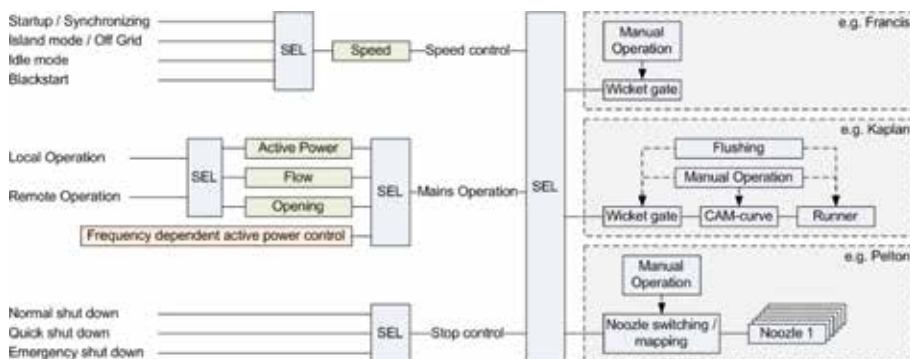 Startup / Synchronizing
Island mode / Off Grid
Idle mode
Blackstart
SEL
Speed
Speed control
Local Operation
Remote Operation
SEL
Active Power
Flow
Opening
Frequency dependent active power control
SEL
Mains Operation
SEL
Normal shut down
Quick shut down
Emergency shut down
SEL
Stop control
e.g. Francis
Manual
Operation
Wicket gate
e.g. Kaplan
Flushing
Manual Operation
Wicket gate
CAM-curve
Runner
e.g. Pelton
Manual
Operation
Noozle switching /
mapping
Noozle 1